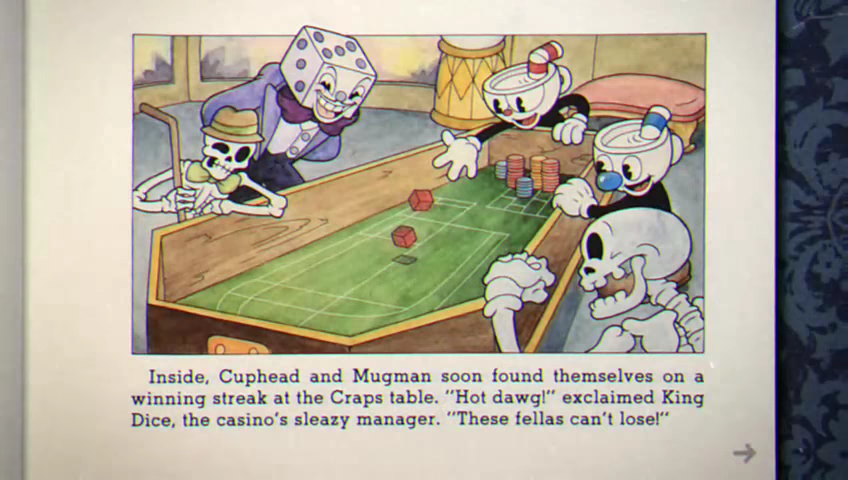 Inside, Cuphead and Mugman soon found themselves on a
winning streak at the Craps table. "Hot dawg!" exclaimed King
Dice, the casino's sleazy manager. "These fellas can't lose!"